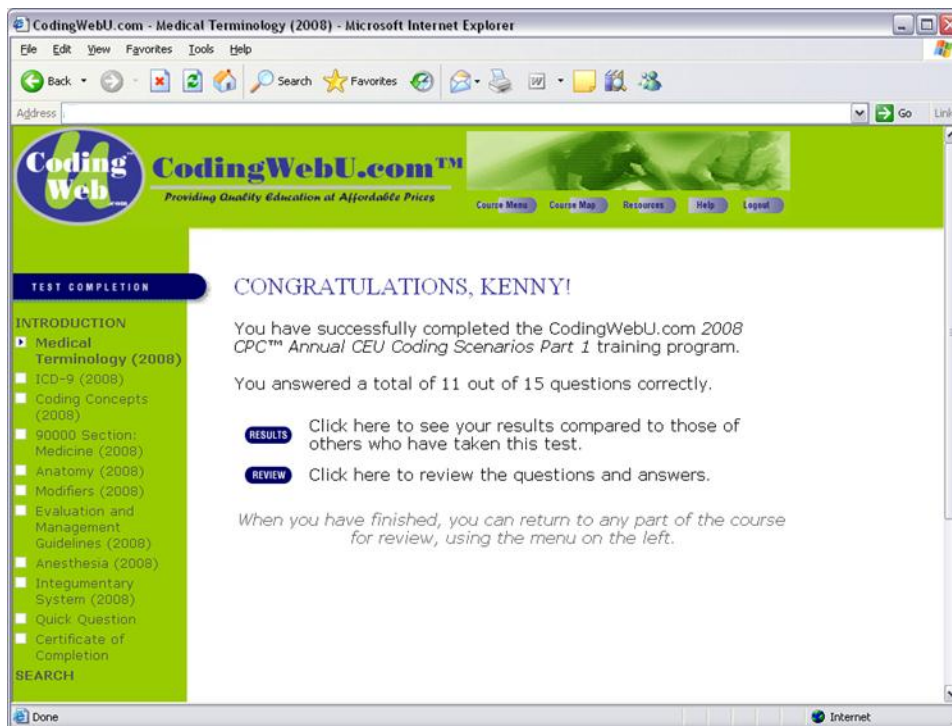 CodingWebU.com - Medical Terminology (2008) - Microsoft Internet Explorer
File Edit View Favorites Tools Help
Back Search Favorites
Address Go Link
Coding
Web
.com
CodingWebU.com™
Providing Quality Education at Affordable Prices
Course Menu Course Map Resources Help Logout
TEST COMPLETION
INTRODUCTION
Medical
Terminology (2008)
ICD-9 (2008)
Coding Concepts
(2008)
90000 Section:
Medicine (2008)
Anatomy (2008)
Modifiers (2008)
Evaluation and
Management
Guidelines (2008)
Anesthesia (2008)
Integumentary
System (2008)
Quick Question
Certificate of
Completion
SEARCH
CONGRATULATIONS, KENNY!
You have successfully completed the CodingWebU.com 2008
CPC™ Annual CEU Coding Scenarios Part 1 training program.
You answered a total of 11 out of 15 questions correctly.
RESULTS Click here to see your results compared to those of
others who have taken this test.
REVIEW Click here to review the questions and answers.
When you have finished, you can return to any part of the course
for review, using the menu on the left.
Done Internet